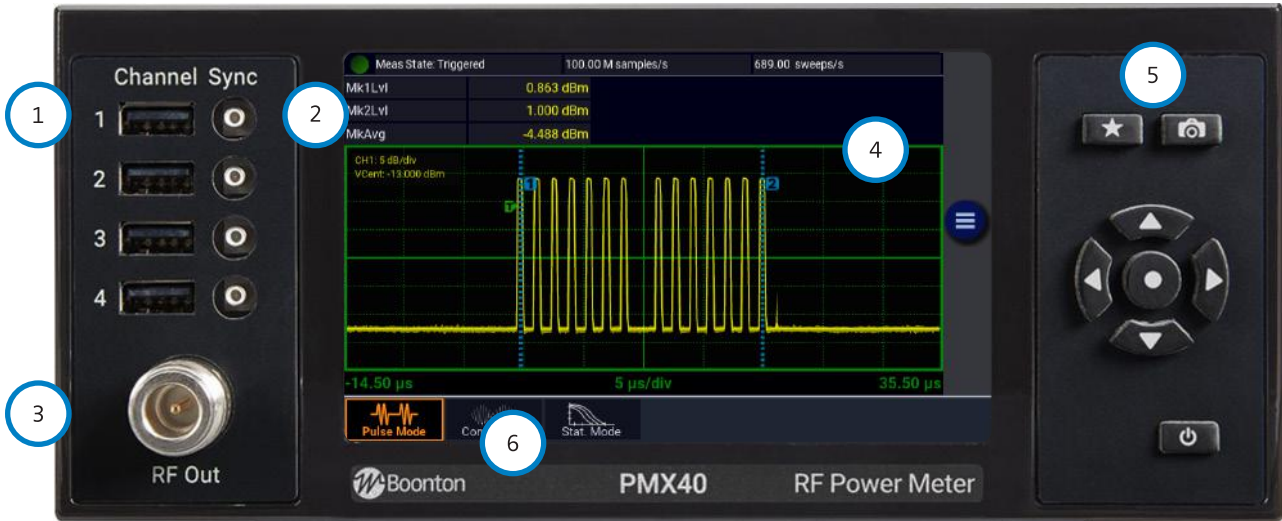 Channel Sync
1
2
3
4
RF Out
1
2
3
4
5
6
Meas State: Triggered 100.00 M samples/s 689.00 sweeps/s
Mk1Lvl 0.863 dBm
Mk2Lvl 1.000 dBm
MkAvg -4.488 dBm
CH1: 5 dB/div
VCent: -13.000 dBm
T
1
2
-14.50 µs 5 µs/div 35.50 µs
Pulse Mode Stat. Mode
Boonton PMX40 RF Power Meter